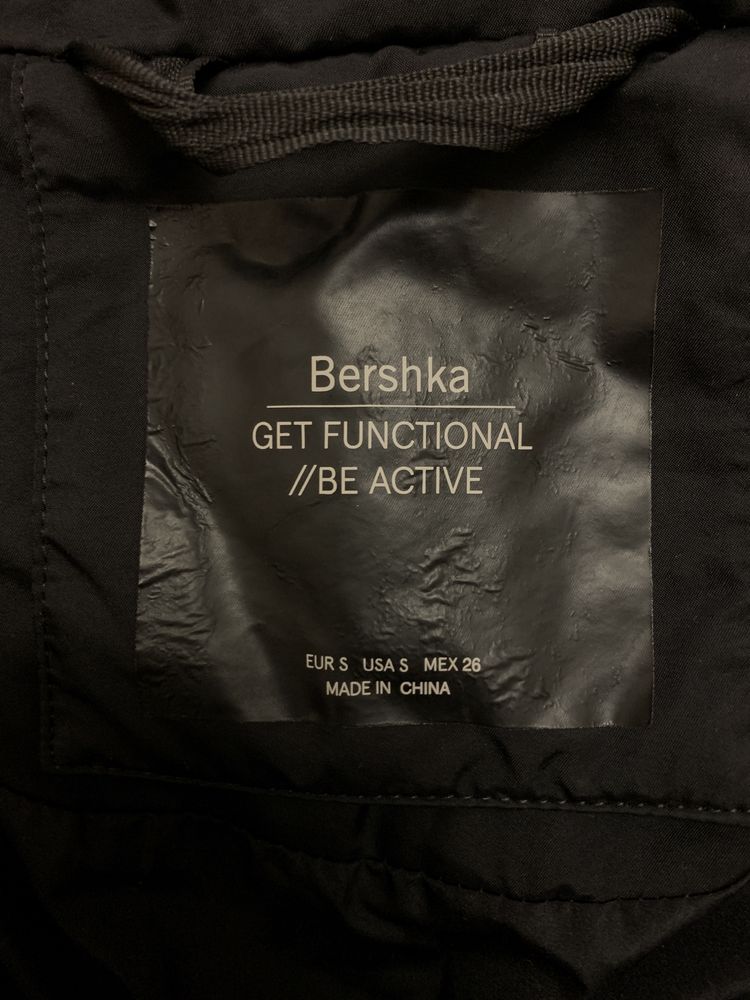 Bershka
GET FUNCTIONAL
//BE ACTIVE
EUR S USA S MEX 26
MADE IN CHINA